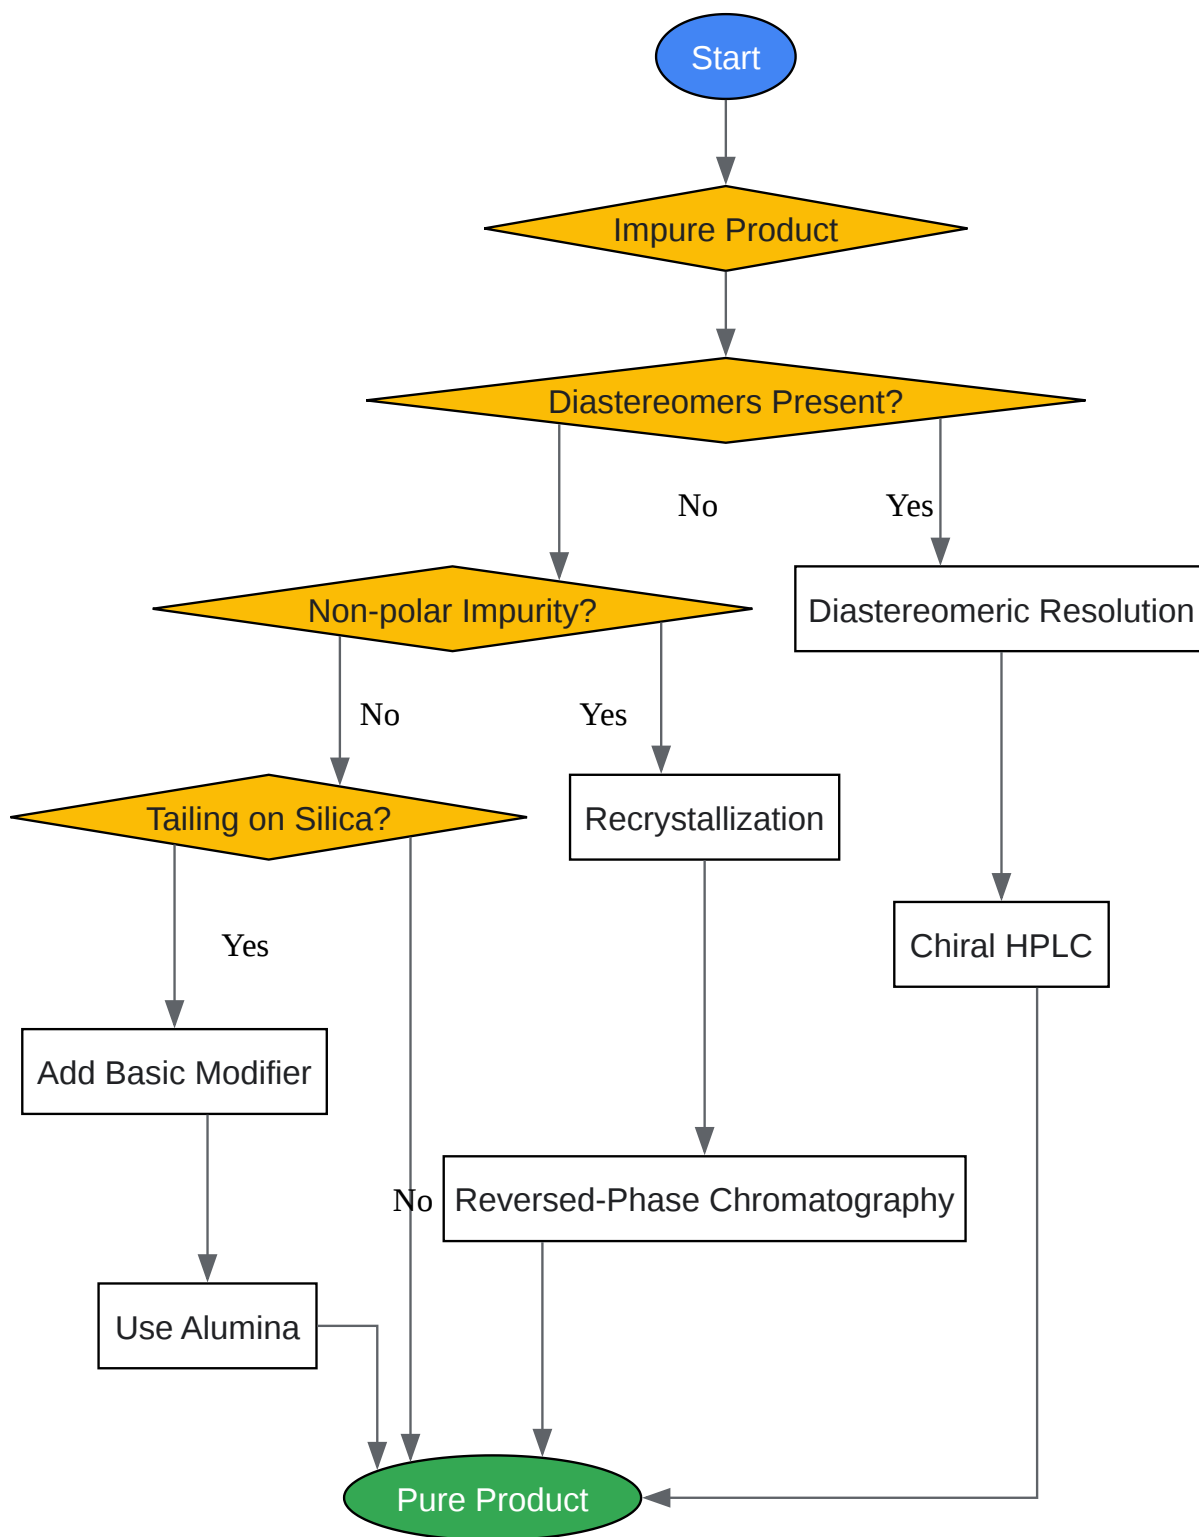 Start
Impure Product
Diastereomers Present?
No
Yes
Non-polar Impurity?
Diastereomeric Resolution
No
Yes
Tailing on Silica?
Recrystallization
Yes
Chiral HPLC
Add Basic Modifier
No
Reversed-Phase Chromatography
Use Alumina
Pure Product